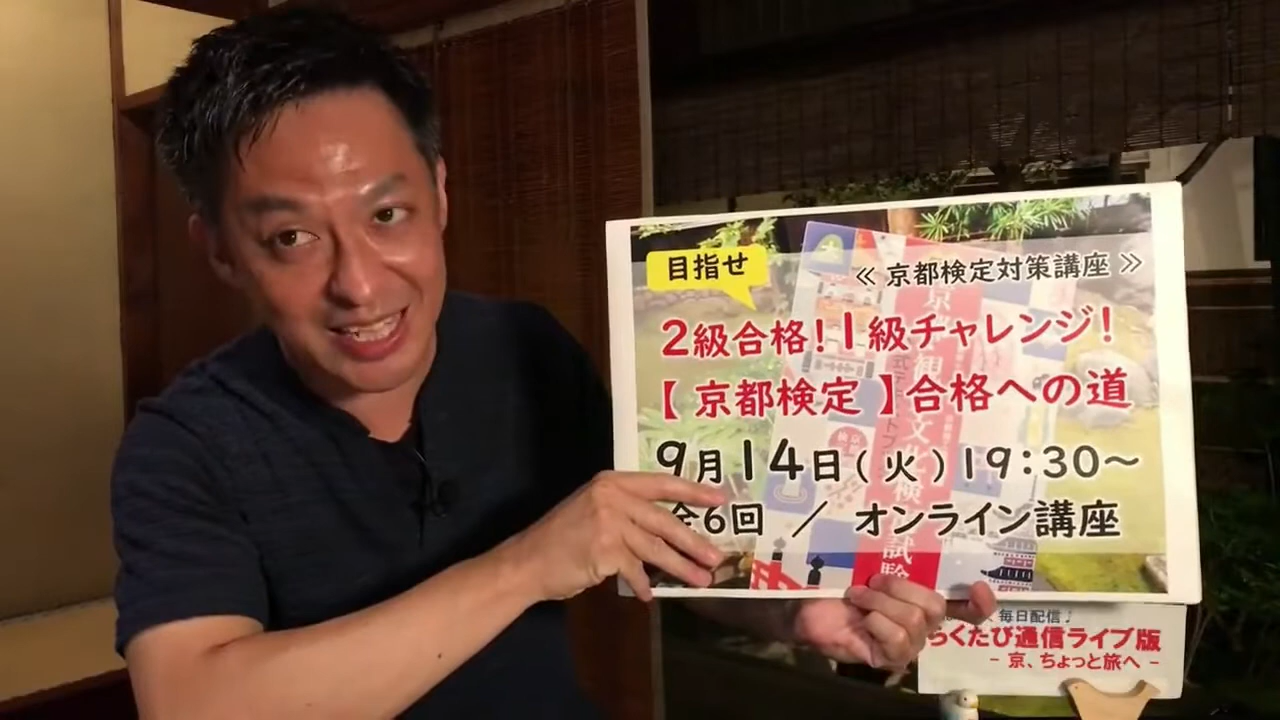 目指せ
≪ 京都検定対策講座 ≫
2級合格！1級チャレンジ！
【 京都検定 】合格への道
9月14日（火）19：30～
全6回 ／ オンライン講座
毎日配信♩
らくたび通信ライブ版
－ 京、ちょっと旅へ －